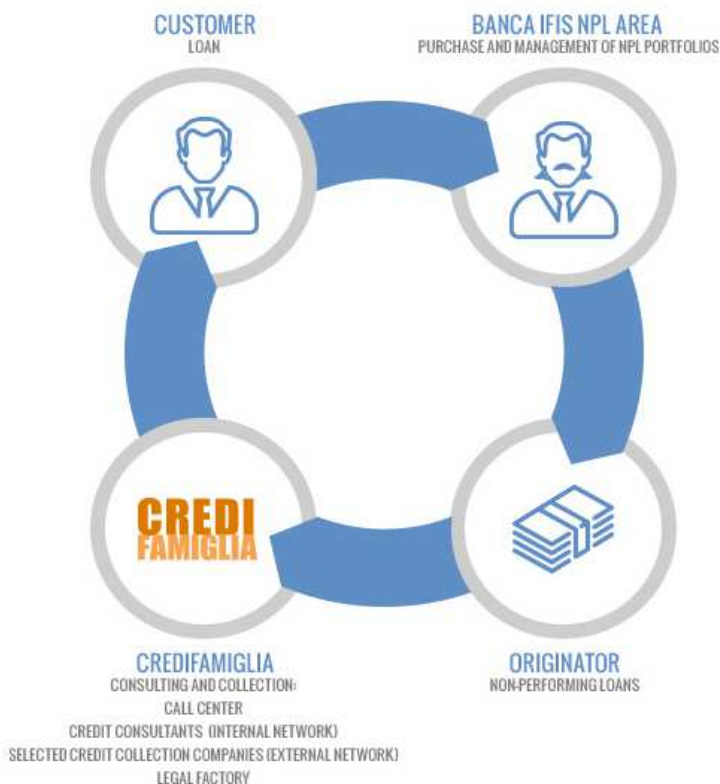 CUSTOMER
LOAN
BANCA IFIS NPL AREA
PURCHASE AND MANAGEMENT OF NPL PORTFOLIOS
CREDI
FAMIGLIA
CREDIFAMIGLIA
CONSULTING AND COLLECTION:
CALL CENTER
CREDIT CONSULTANTS (INTERNAL NETWORK)
SELECTED CREDIT COLLECTION COMPANIES (EXTERNAL NETWORK)
LEGAL FACTORY
ORIGINATOR
NON-PERFORMING LOANS